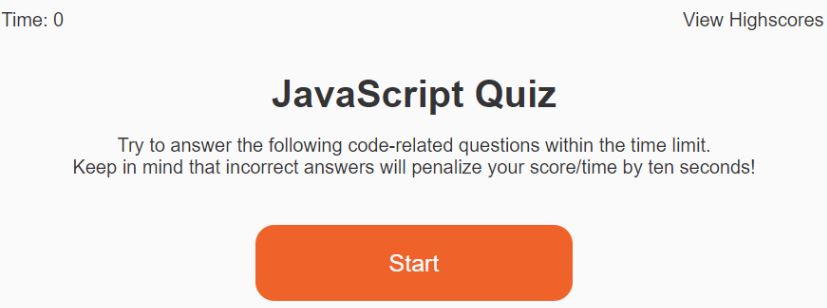 Time: 0
View Highscores
JavaScript Quiz
Try to answer the following code-related questions within the time limit.
Keep in mind that incorrect answers will penalize your score/time by ten seconds!
Start